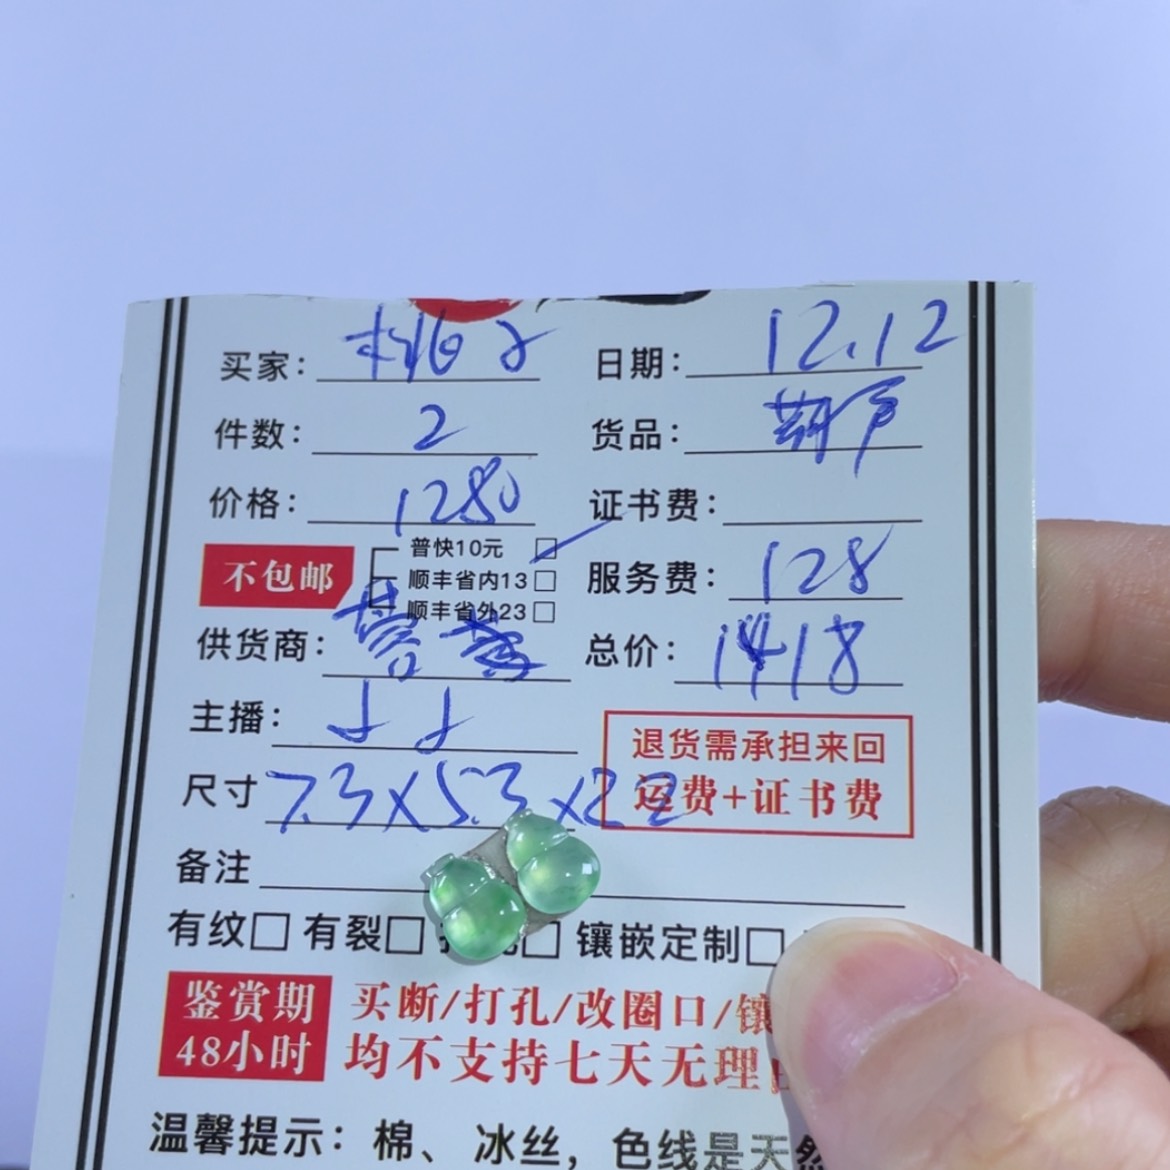 买家：桃子 日期：12.12
件数：2 货品：葫芦
价格：1280 证书费：
不包邮 普快10元 □
顺丰省内13 □ 服务费：128
顺丰省外23 □
供货商： 总价：1418
主播：
尺寸 7.3×5.3×2.2
退货需承担来回
运费+证书费
备注
有纹□ 有裂□ □ 镶嵌定制□
鉴赏期 买断/打孔/改圈口/镶
48小时 均不支持七天无理
温馨提示：棉、冰丝，色线是天然